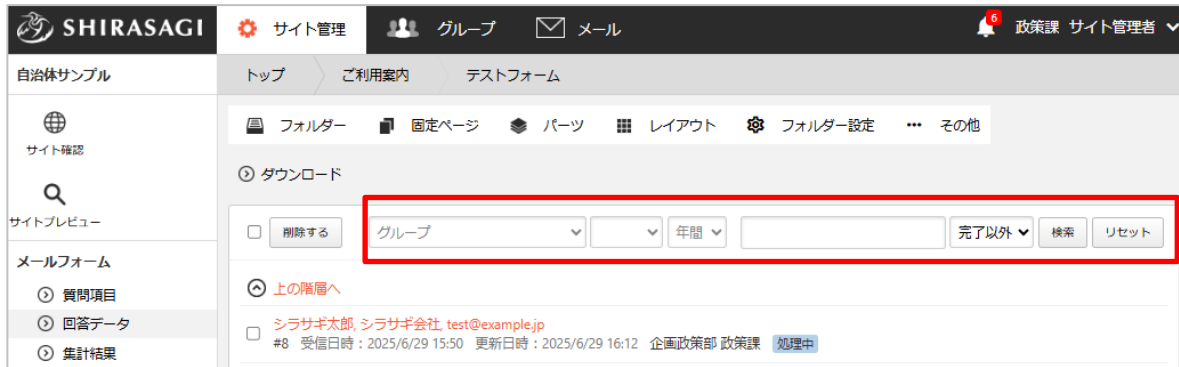 SHIRASAGI サイト管理 グループ メール 6 政策課 サイト管理者
自治体サンプル トップ ご利用案内 テストフォーム
フォルダー 固定ページ パーツ レイアウト フォルダー設定 ••• その他
サイト確認
ダウンロード
サイトプレビュー
削除する グループ 年間 完了以外 検索 リセット
メールフォーム
質問項目
上の階層へ
回答データ
シラサギ太郎, シラサギ会社, test@example.jp
#8 受信日時：2025/6/29 15:50 更新日時：2025/6/29 16:12 企画政策部 政策課 処理中
集計結果